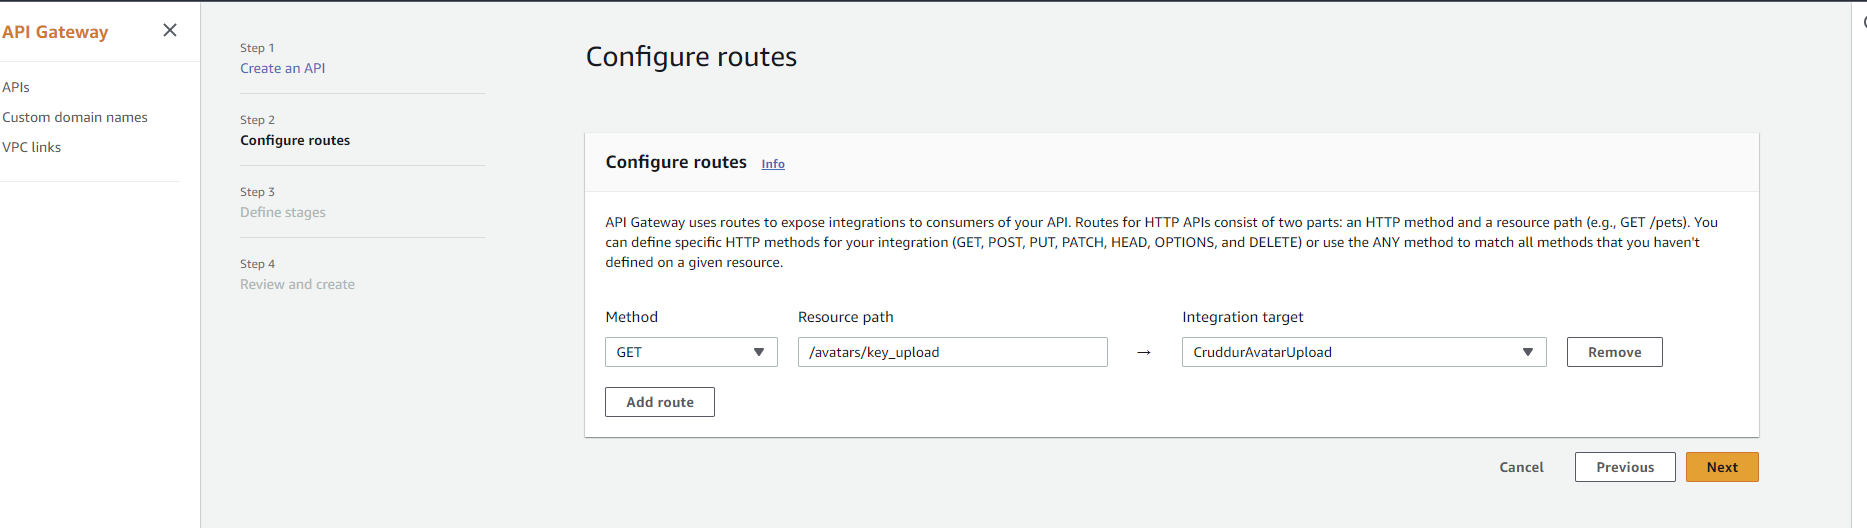 API Gateway
APIs
Custom domain names
VPC links
Step 1
Create an API
Step 2
Configure routes
Step 3
Define stages
Step 4
Review and create
Configure routes
Configure routes Info
API Gateway uses routes to expose integrations to consumers of your API. Routes for HTTP APIs consist of two parts: an HTTP method and a resource path (e.g., GET /pets). You
can define specific HTTP methods for your integration (GET, POST, PUT, PATCH, HEAD, OPTIONS, and DELETE) or use the ANY method to match all methods that you haven't
defined on a given resource.
Method Resource path Integration target
GET /avatars/key_upload → CruddurAvatarUpload Remove
Add route
Cancel Previous Next